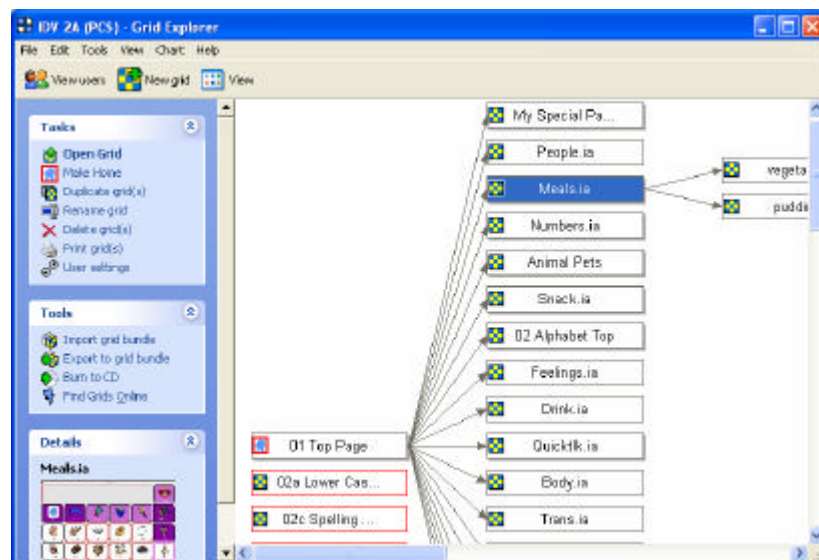 IDV 2A (PCS) - Grid Explorer
File Edit Tools View Chart Help
View users New grid View
Tasks
Open Grid
Make Home
Duplicate grid(s)
Rename grid
Delete grid(s)
Print grid(s)
User settings
Tools
Import grid bundle
Export to grid bundle
Burn to CD
Find Grids Online
Details
Meals.ia
My Special Pa...
People.ia
Meals.ia
Numbers.ia
Animal Pets
Snack.ia
02 Alphabet Top
Feelings.ia
Drink.ia
Quicktlk.ia
Body.ia
Trans.ia
01 Top Page
02a Lower Cas...
02c Spelling ...
vegeta
puddi